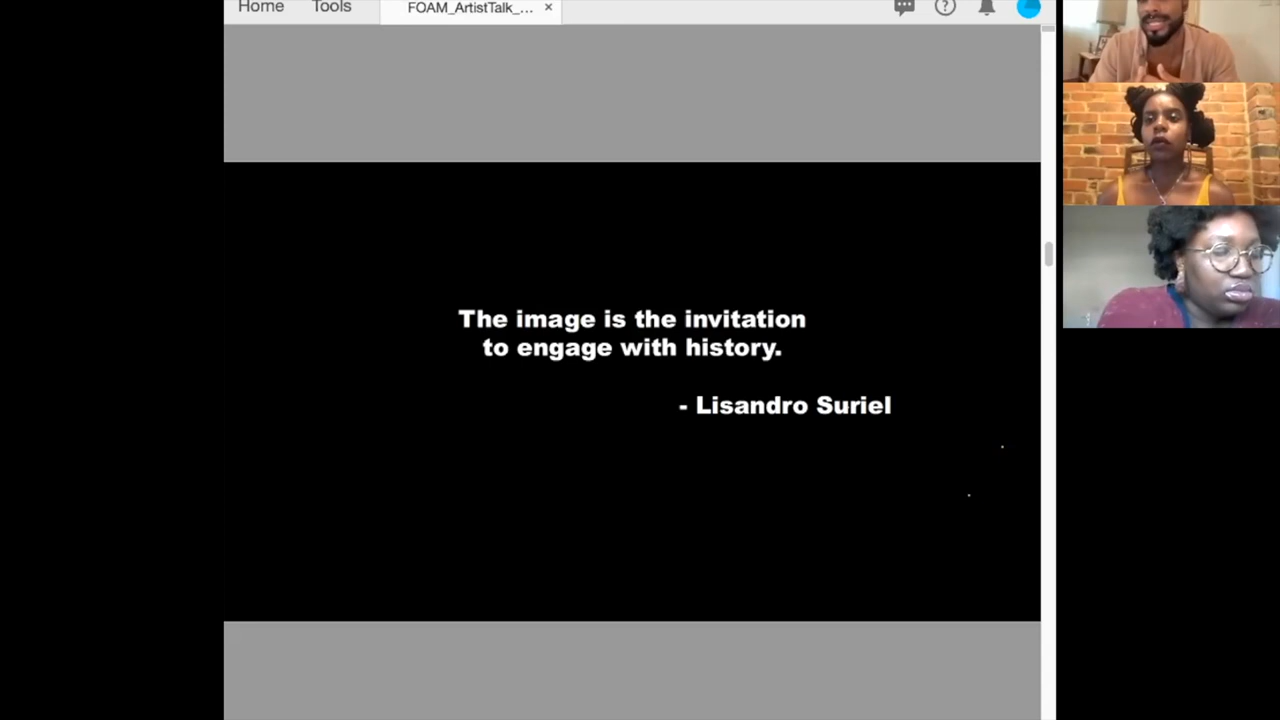 Home Tools FOAM_ArtistTalk_... ×
The image is the invitation
to engage with history.
- Lisandro Suriel